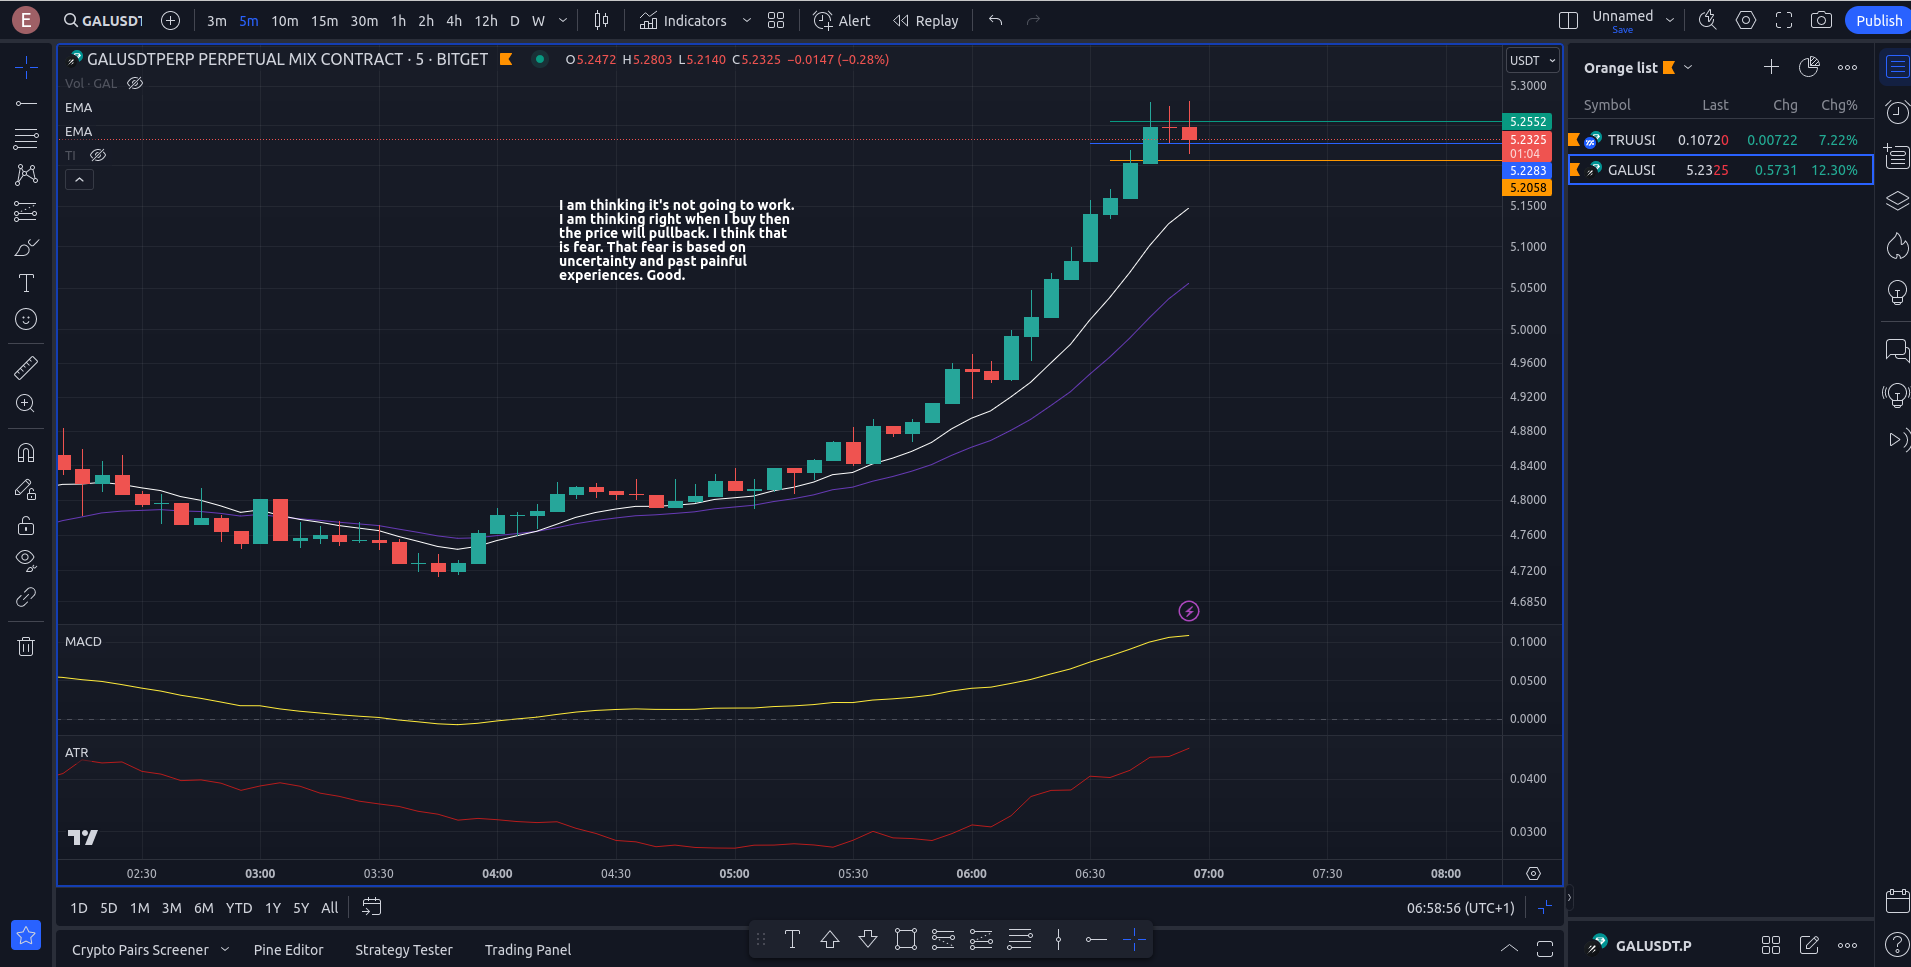 E
GALUSDT
3m 5m 10m 15m 30m 1h 2h 4h 12h D W
Indicators
Alert
Replay
Unnamed
Save
Publish
GALUSDTPERP PERPETUAL MIX CONTRACT · 5 · BITGET
O5.2472 H5.2803 L5.2140 C5.2325 −0.0147 (−0.28%)
USDT
Vol · GAL
EMA
EMA
TI
I am thinking it's not going to work.
I am thinking right when I buy then
the price will pullback. I think that
is fear. That fear is based on
uncertainty and past painful
experiences. Good.
5.3000
5.2552
5.2325
01:04
5.2283
5.2058
5.1500
5.1000
5.0500
5.0000
4.9600
4.9200
4.8800
4.8400
4.8000
4.7600
4.7200
4.6850
MACD
0.1000
0.0500
0.0000
ATR
0.0400
0.0300
02:30 03:00 03:30 04:00 04:30 05:00 05:30 06:00 06:30 07:00 07:30 08:00
1D 5D 1M 3M 6M YTD 1Y 5Y All
06:58:56 (UTC+1)
Crypto Pairs Screener
Pine Editor
Strategy Tester
Trading Panel
Orange list
Symbol Last Chg Chg%
TRUUSI 0.10720 0.00722 7.22%
GALUSI 5.2325 0.5731 12.30%
GALUSDT.P